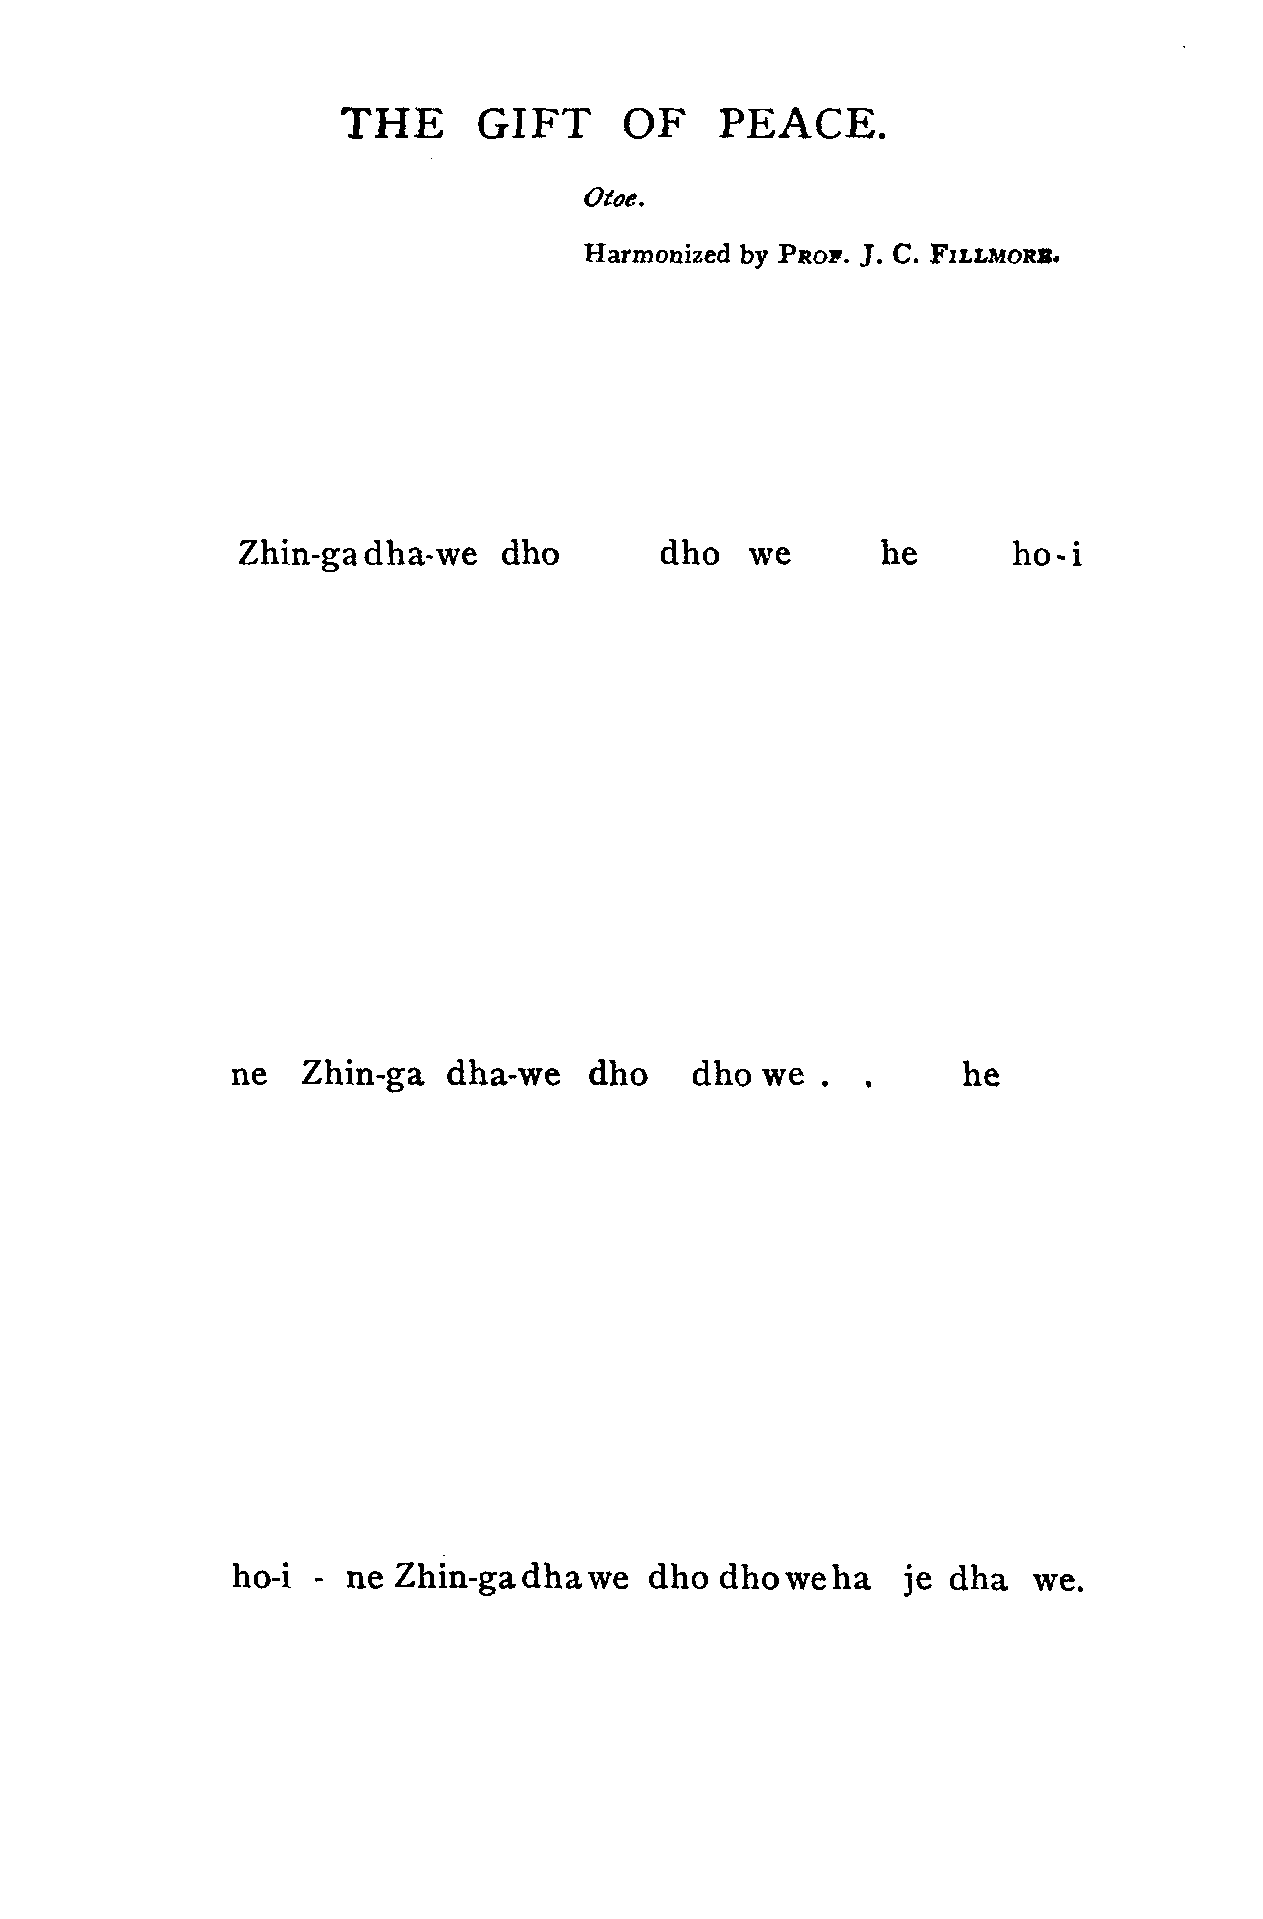 THE GIFT OF PEACE.
Otoe.
Harmonized by PROF. J. C. FILLMORE.
Zhin-ga dha-we dho dho we he ho-i
ne Zhin-ga dha-we dho dho we . . he
ho-i - ne Zhin-ga dha we dho dho we ha je dha we.